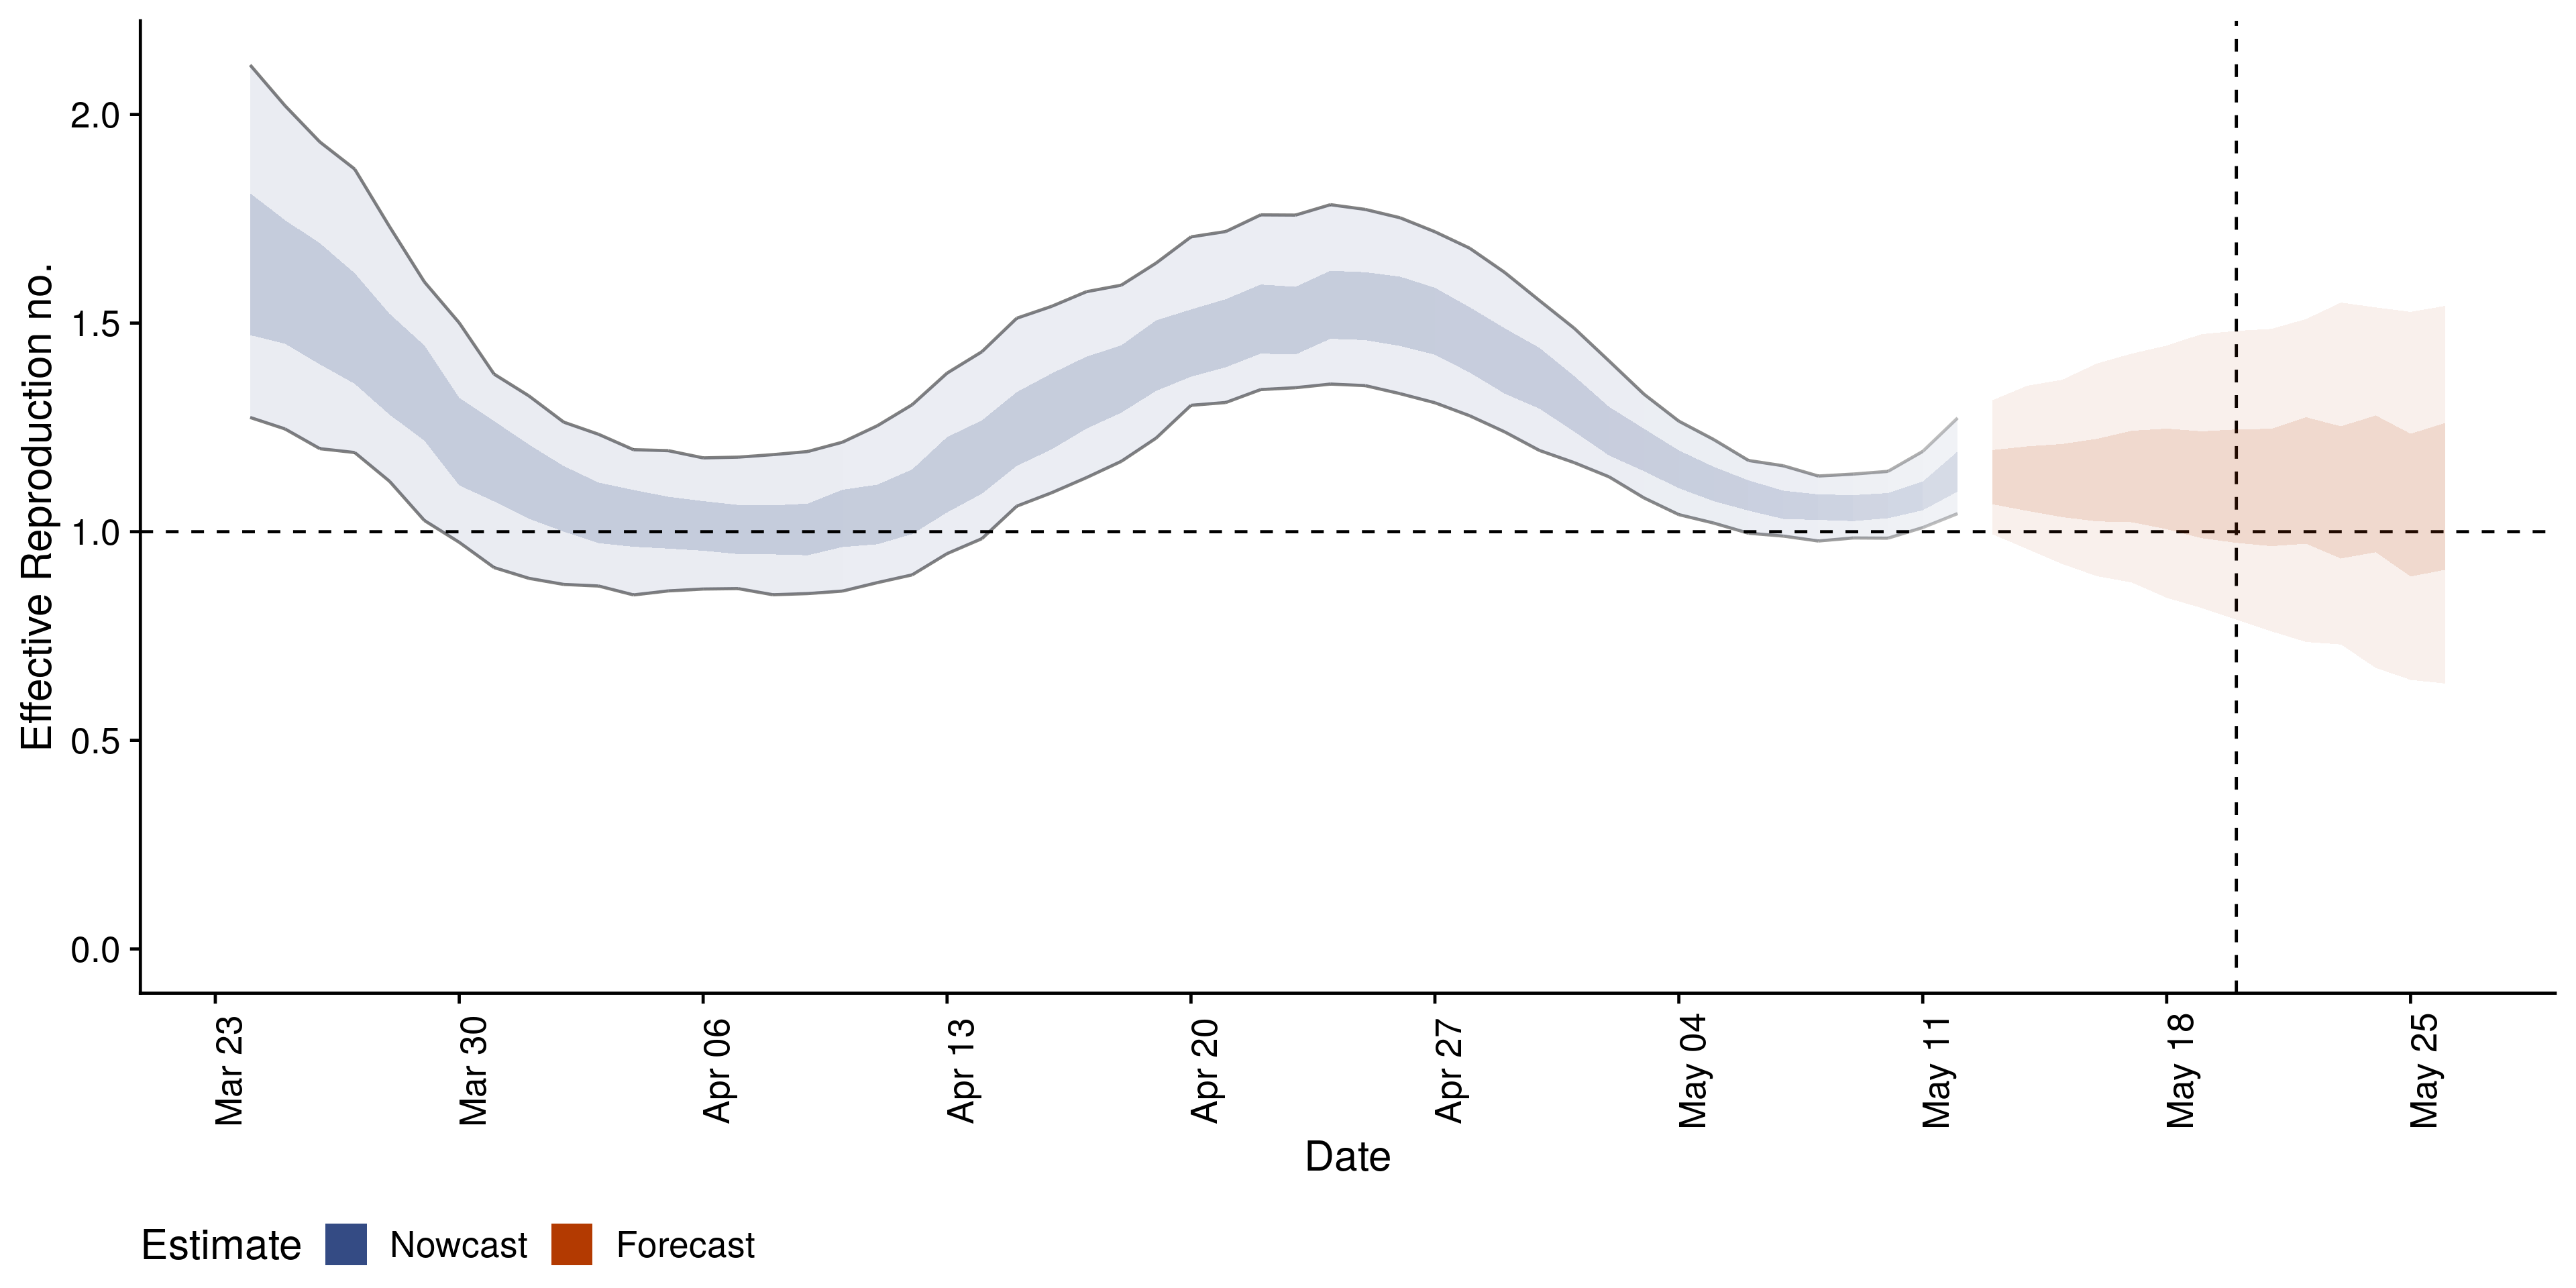 Effective Reproduction no.
2.0
1.5
1.0
0.5
0.0
Mar 23
Mar 30
Apr 06
Apr 13
Apr 20
Apr 27
May 04
May 11
May 18
May 25
Date
Estimate Nowcast Forecast